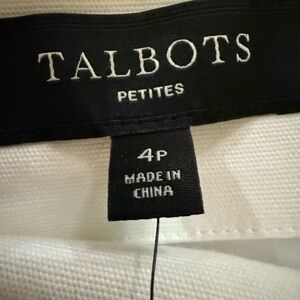 TALBOTS
PETITES
4P
MADE IN
CHINA